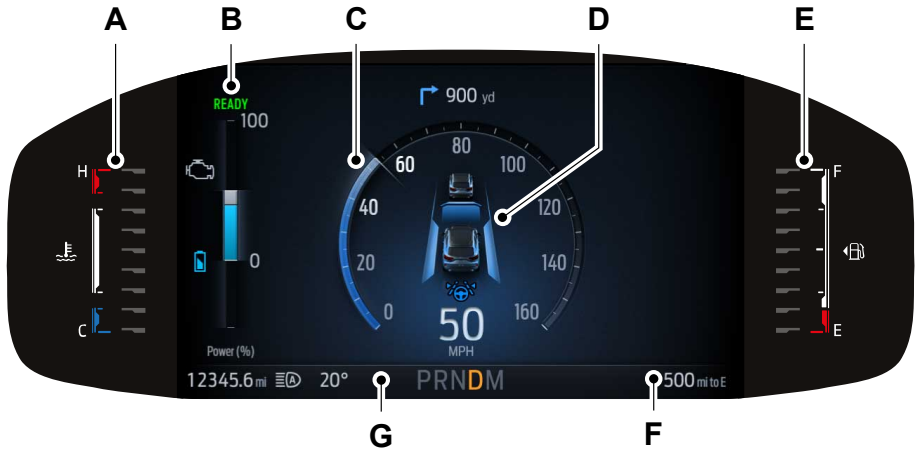 A B C D E
900 yd
READY
100
0
Power (%)
H
C
0
20
40
60
80
100
120
140
160
50
MPH
F
E
12345.6 mi A 20° PRNDM 500 mi to E
G F